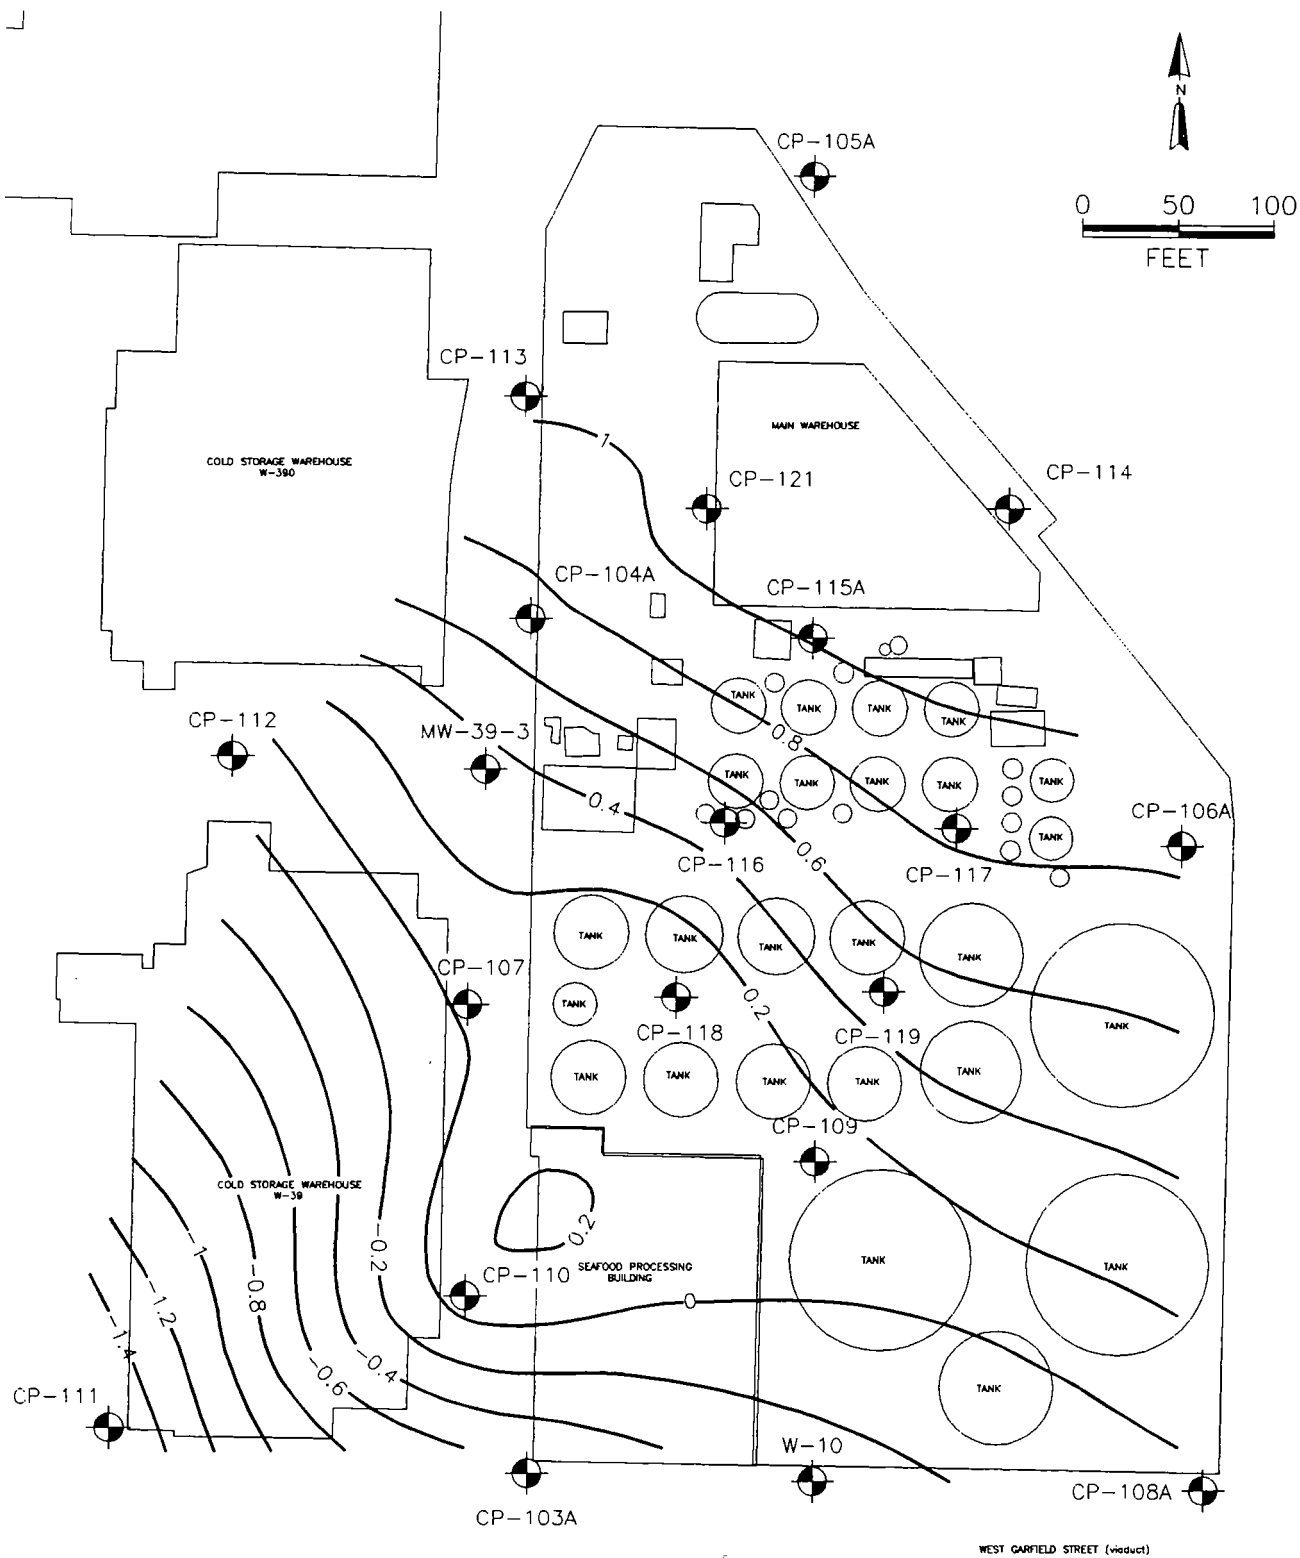 CP-105A
N
0 50 100
FEET
CP-113
MAIN WAREHOUSE
1
COLD STORAGE WAREHOUSE
W-390
CP-114
CP-121
CP-104A
CP-115A
TANK
TANK
TANK
TANK
CP-112
MW-39-3
0.8
TANK
TANK
TANK
TANK
TANK
0.4
CP-106A
TANK
0.6
CP-116
CP-117
TANK
TANK
TANK
TANK
TANK
CP-107
0.2
TANK
TANK
CP-118
CP-119
TANK
TANK
TANK
TANK
TANK
CP-109
COLD STORAGE WAREHOUSE
W-39
0.2
-1
-0.2
TANK
SEAFOOD PROCESSING
BUILDING
TANK
CP-110
-0.8
-1.2
0
-1.4
-0.4
-0.6
TANK
CP-111
W-10
CP-108A
CP-103A
WEST GARFIELD STREET (viaduct)